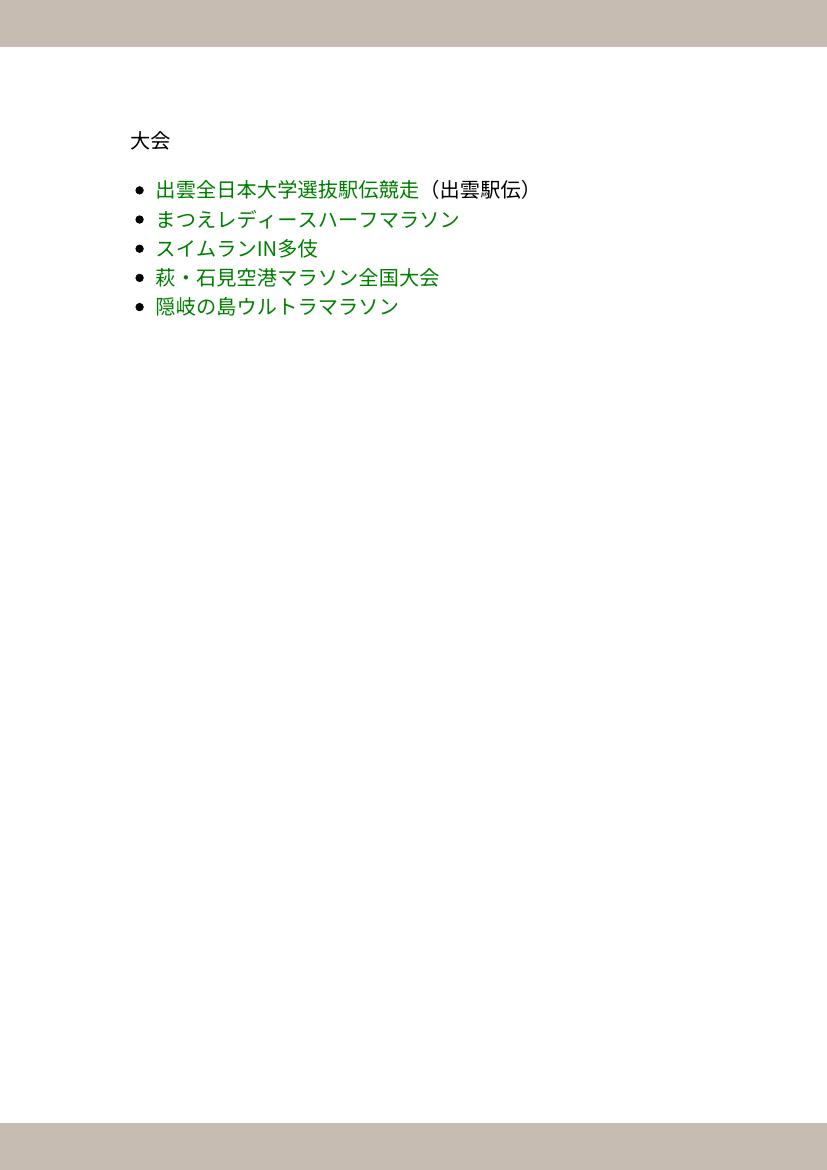 大会
出雲全日本大学選抜駅伝競走（出雲駅伝）
まつえレディースハーフマラソン
スイムランIN多伎
萩・石見空港マラソン全国大会
隠岐の島ウルトラマラソン